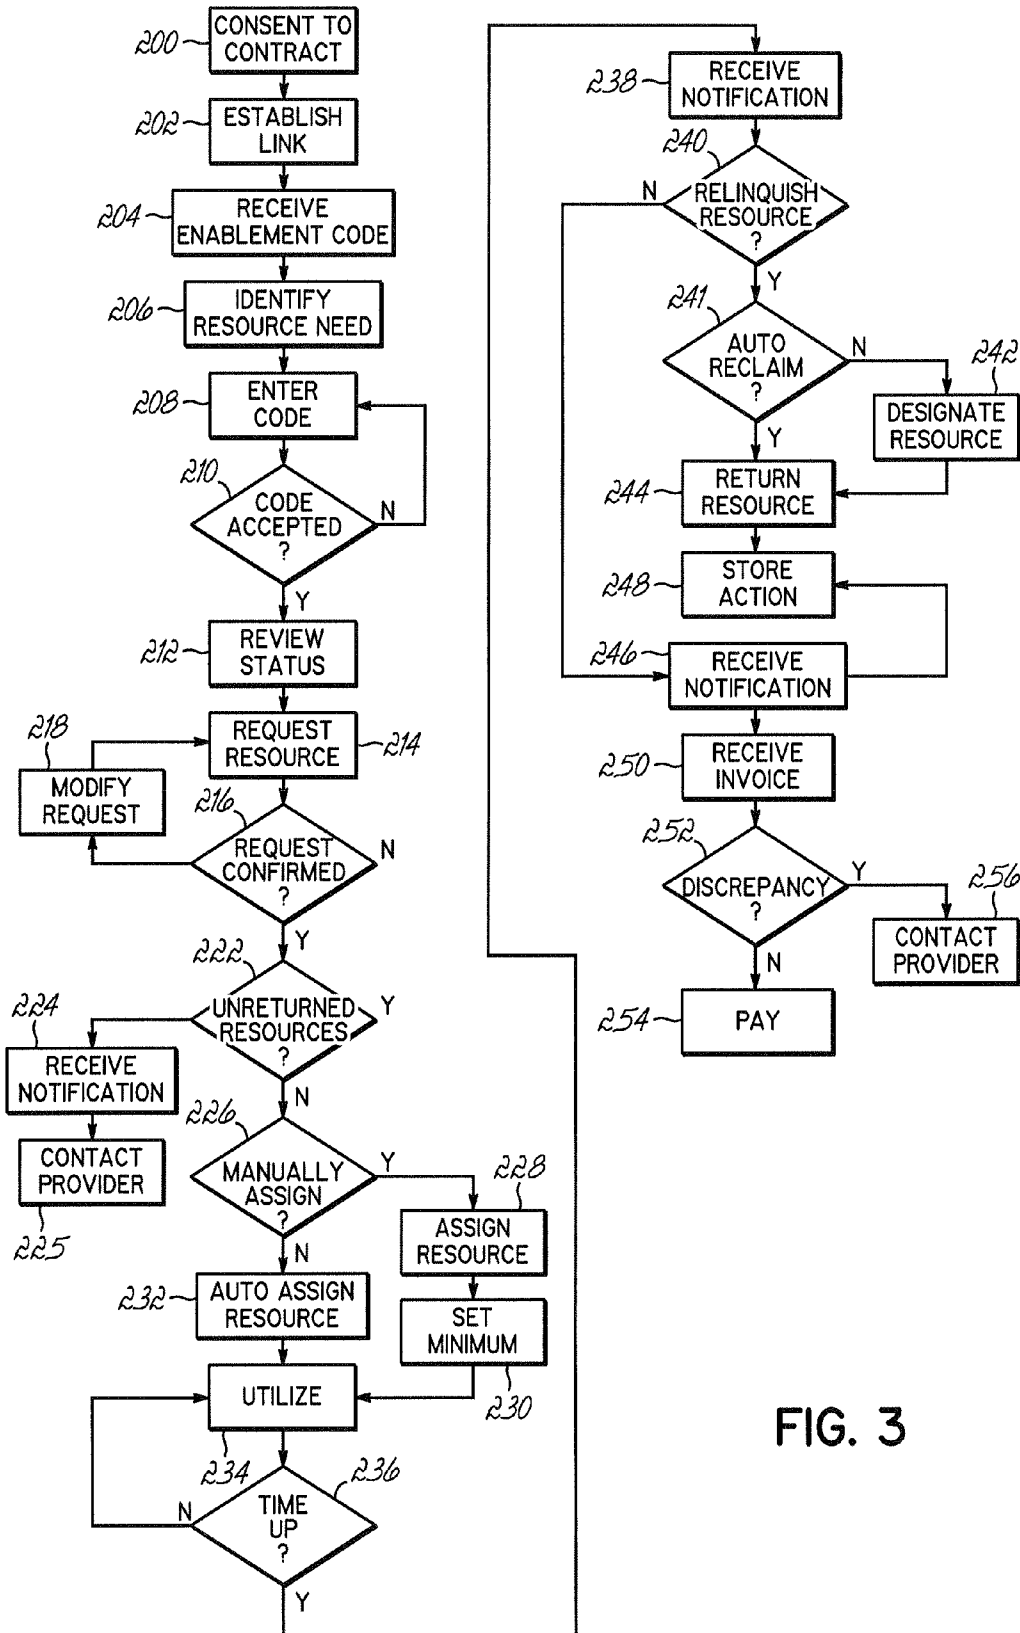 200
CONSENT TO
CONTRACT
202
ESTABLISH
LINK
204
RECEIVE
ENABLEMENT CODE
206
IDENTIFY
RESOURCE NEED
208
ENTER
CODE
210
CODE
ACCEPTED
?
N
Y
212
REVIEW
STATUS
REQUEST
RESOURCE
214
218
MODIFY
REQUEST
216
REQUEST
CONFIRMED
?
N
Y
222
UNRETURNED
RESOURCES
?
Y
N
224
RECEIVE
NOTIFICATION
CONTACT
PROVIDER
225
226
MANUALLY
ASSIGN
?
Y
N
228
ASSIGN
RESOURCE
SET
MINIMUM
230
232
AUTO ASSIGN
RESOURCE
UTILIZE
234
236
TIME
UP
?
N
Y
238
RECEIVE
NOTIFICATION
240
RELINQUISH
RESOURCE
?
N
Y
241
AUTO
RECLAIM
?
N
Y
242
DESIGNATE
RESOURCE
244
RETURN
RESOURCE
248
STORE
ACTION
246
RECEIVE
NOTIFICATION
250
RECEIVE
INVOICE
252
DISCREPANCY
?
Y
N
256
CONTACT
PROVIDER
254
PAY
FIG. 3